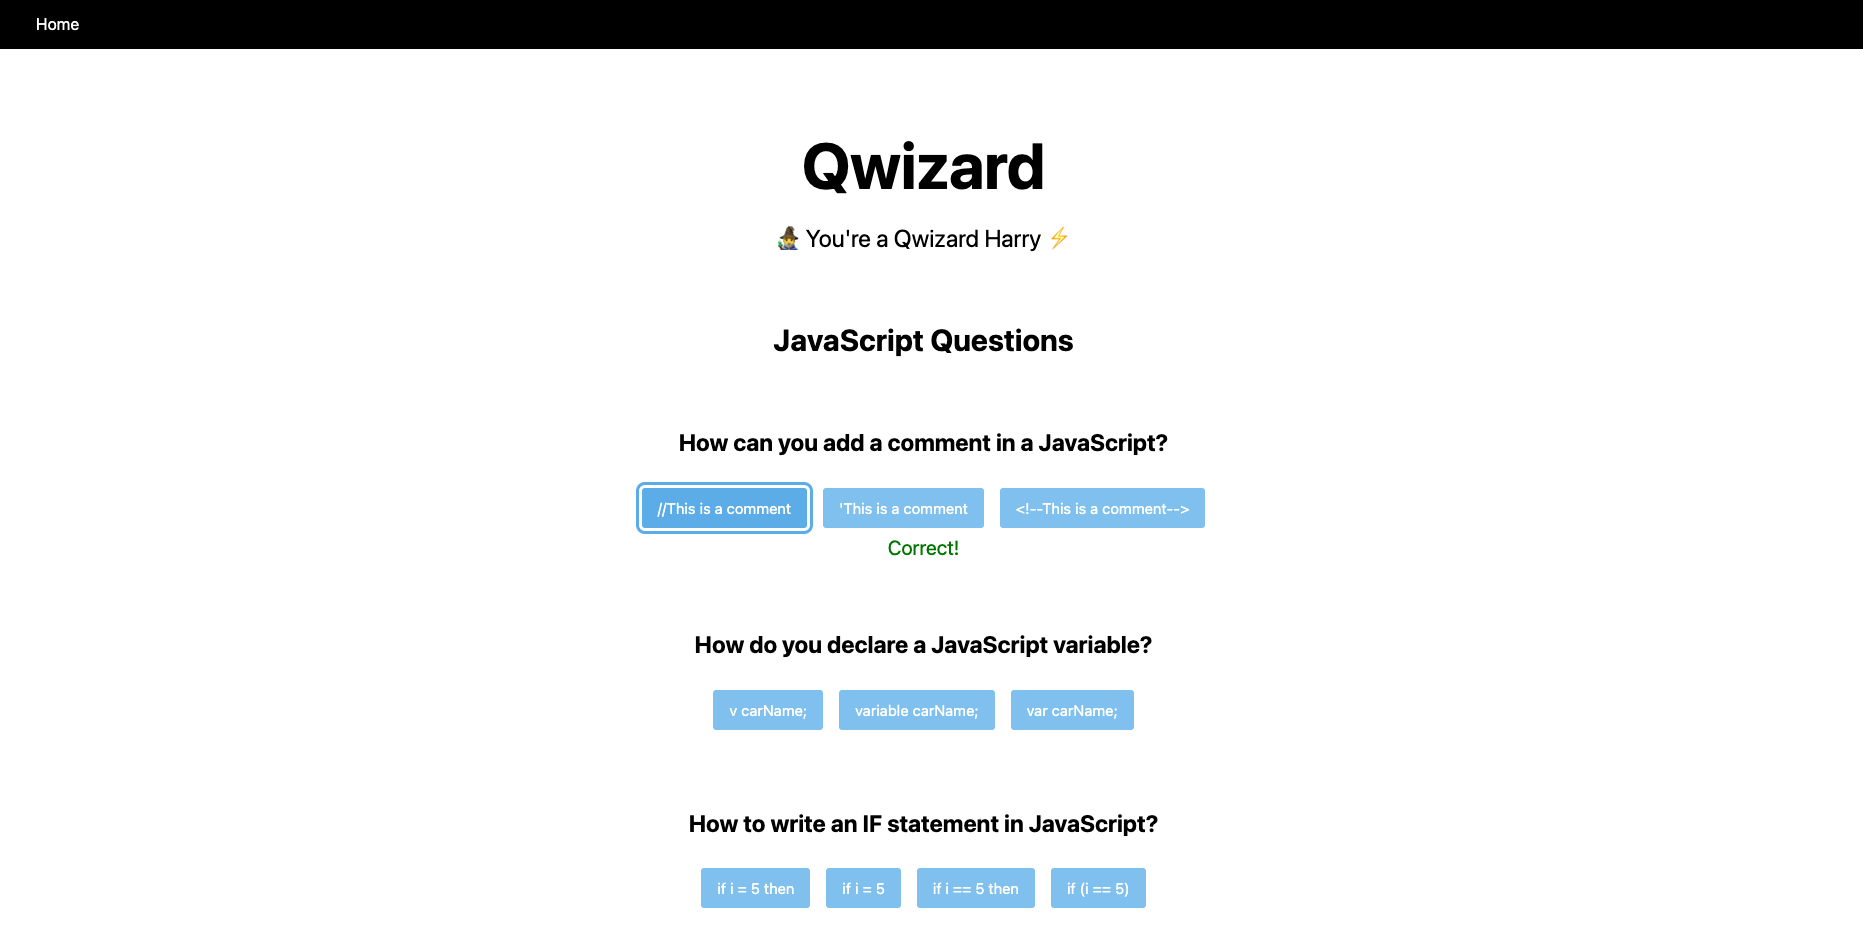 Home
Qwizard
You're a Qwizard Harry
JavaScript Questions
How can you add a comment in a JavaScript?
//This is a comment
'This is a comment
<!--This is a comment-->
Correct!
How do you declare a JavaScript variable?
v carName;
variable carName;
var carName;
How to write an IF statement in JavaScript?
if i = 5 then
if i = 5
if i == 5 then
if (i == 5)